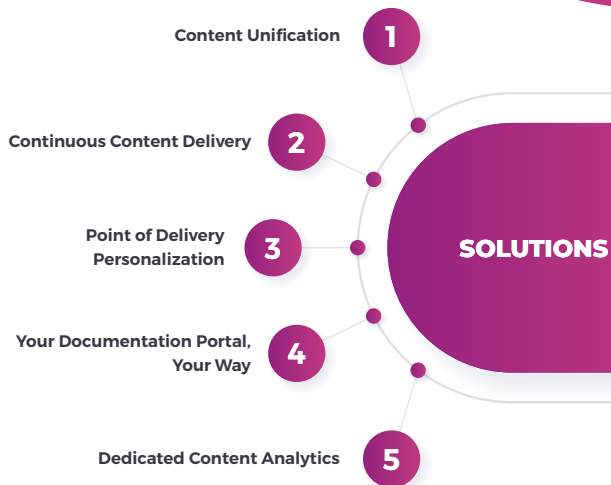 Content Unification
1
Continuous Content Delivery
2
Point of Delivery
Personalization
3
SOLUTIONS
Your Documentation Portal,
Your Way
4
Dedicated Content Analytics
5